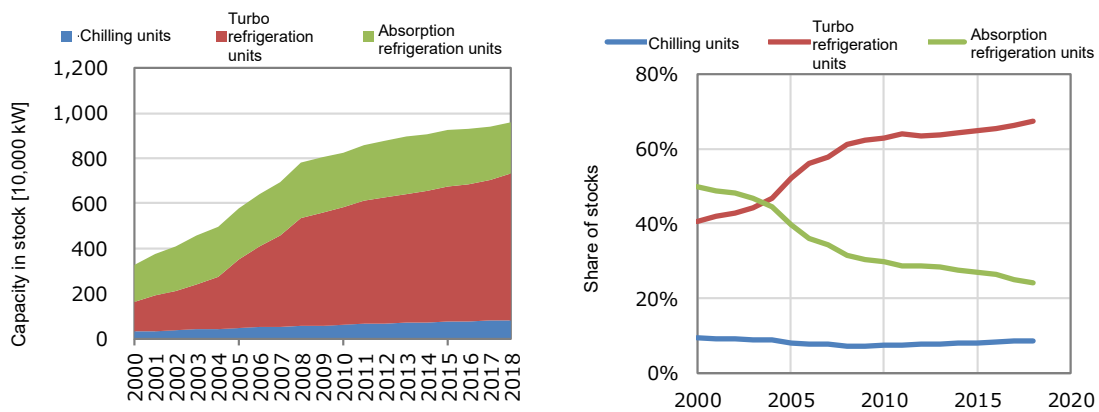 Chilling units
Turbo
refrigeration
units
Absorption
refrigeration units
Capacity in stock [10,000 kW]
1,200
1,000
800
600
400
200
0
2000
2001
2002
2003
2004
2005
2006
2007
2008
2009
2010
2011
2012
2013
2014
2015
2016
2017
2018
Chilling units
Turbo
refrigeration
units
Absorption
refrigeration units
Share of stocks
80%
60%
40%
20%
0%
2000
2005
2010
2015
2020